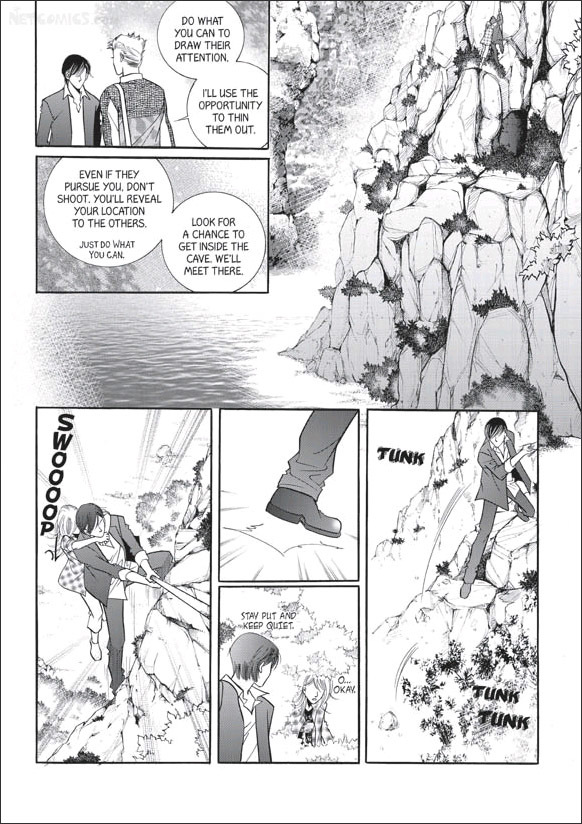 NETCOMICS
DO WHAT
YOU CAN TO
DRAW THEIR
ATTENTION.
I'LL USE THE
OPPORTUNITY
TO THIN
THEM OUT.
EVEN IF THEY
PURSUE YOU, DON'T
SHOOT. YOU'LL REVEAL
YOUR LOCATION
TO THE OTHERS.
JUST DO WHAT
YOU CAN.
LOOK FOR
A CHANCE TO
GET INSIDE THE
CAVE. WE'LL
MEET THERE.
SWOOOOP
STAY PUT AND
KEEP QUIET.
O...
OKAY.
TUNK
TUNK
TUNK